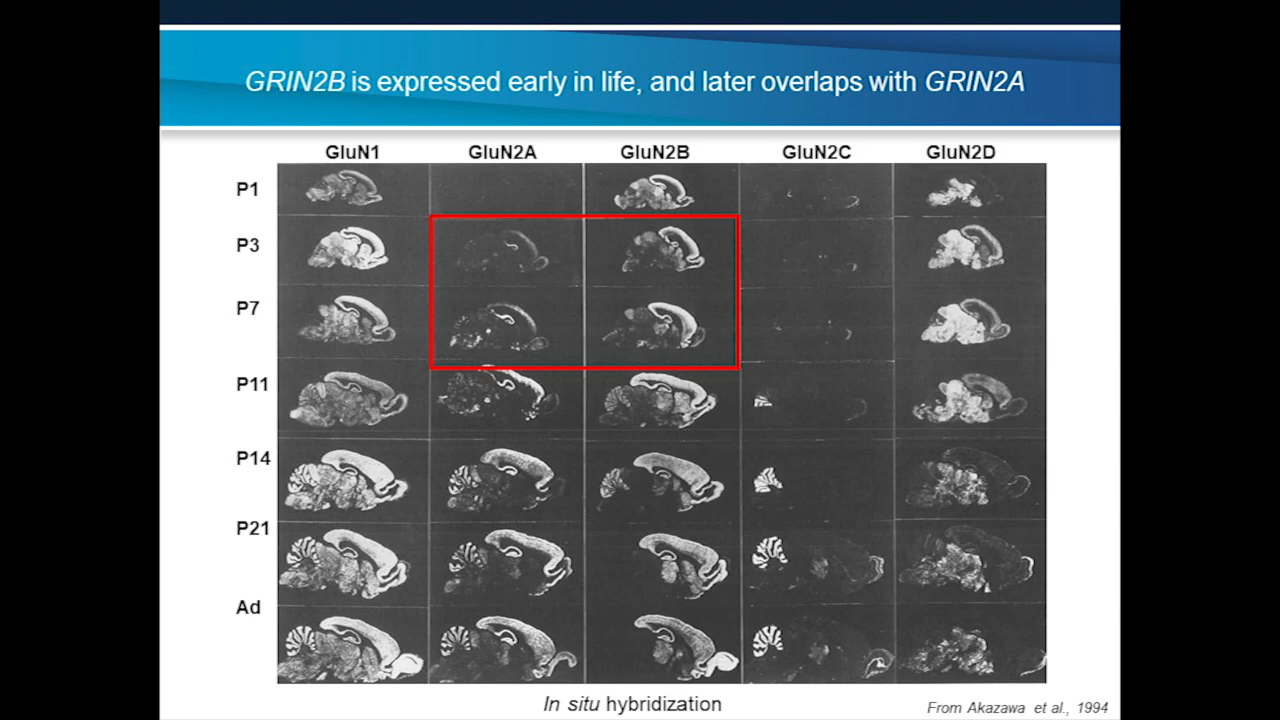 GRIN2B is expressed early in life, and later overlaps with GRIN2A
GluN1 GluN2A GluN2B GluN2C GluN2D
P1
P3
P7
P11
P14
P21
Ad
In situ hybridization
From Akazawa et al., 1994